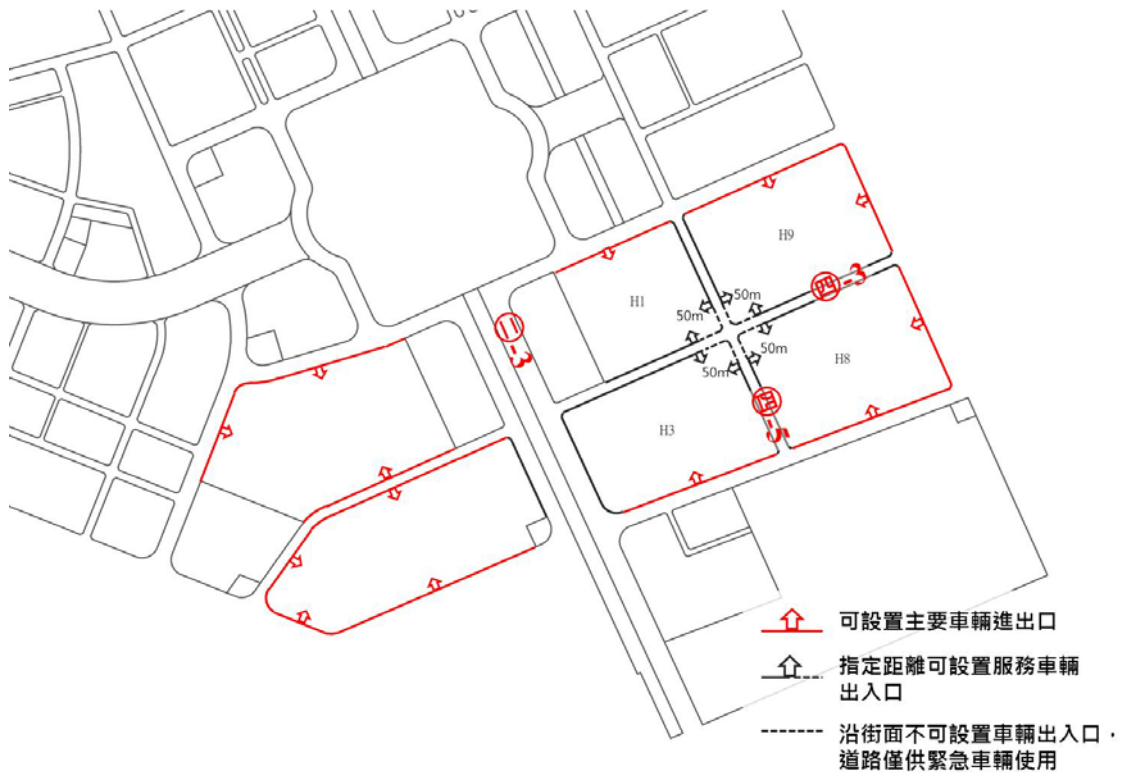 H9
四-3
50m
50m
H1
二-3
50m
50m
H8
四-5
H3
可設置主要車輛進出口
指定距離可設置服務車輛
出入口
沿街面不可設置車輛出入口，
道路僅供緊急車輛使用